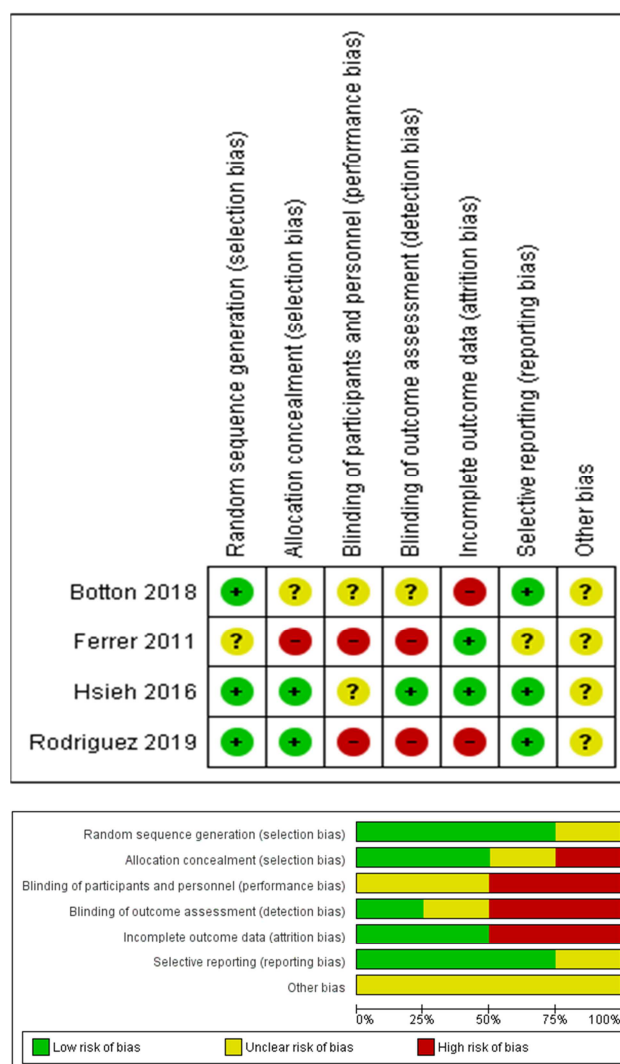 Random sequence generation (selection bias)
Allocation concealment (selection bias)
Blinding of participants and personnel (performance bias)
Blinding of outcome assessment (detection bias)
Incomplete outcome data (attrition bias)
Selective reporting (reporting bias)
Other bias
Botton 2018 + ? ? ? - + ?
Ferrer 2011 ? - - - + ? ?
Hsieh 2016 + + ? + + + ?
Rodriguez 2019 + + - - - + ?
Random sequence generation (selection bias)
Allocation concealment (selection bias)
Blinding of participants and personnel (performance bias)
Blinding of outcome assessment (detection bias)
Incomplete outcome data (attrition bias)
Selective reporting (reporting bias)
Other bias
0% 25% 50% 75% 100%
Low risk of bias Unclear risk of bias High risk of bias